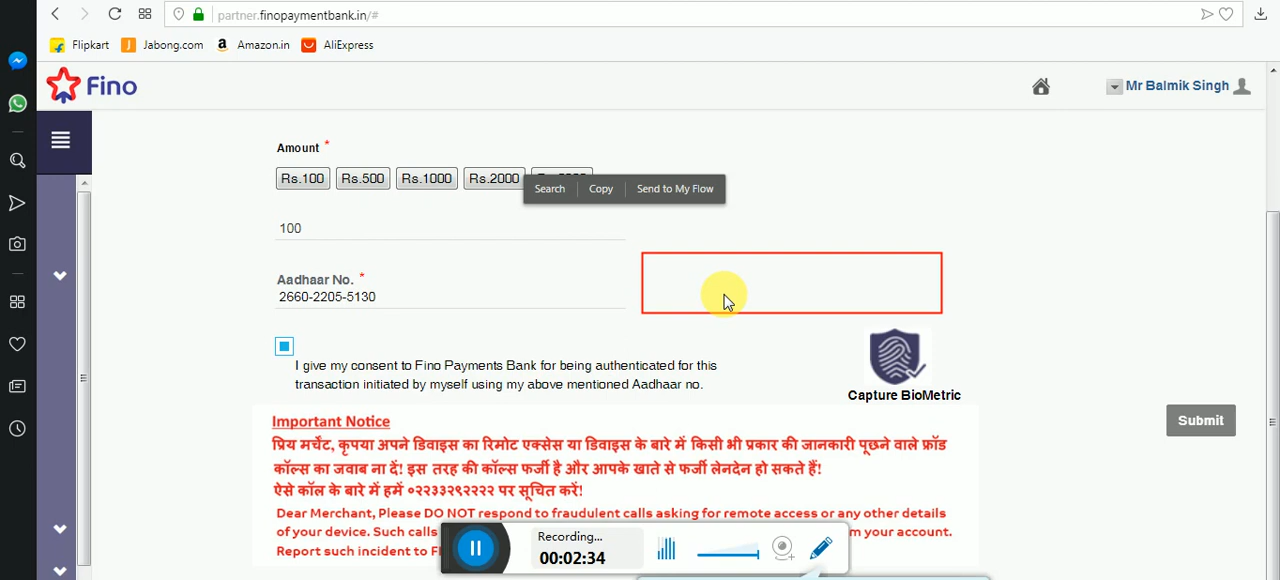 partner.finopaymentbank.in/#
Flipkart Jabong.com Amazon.in AliExpress
Fino
Mr Balmik Singh
Amount *
Rs.100 Rs.500 Rs.1000 Rs.2000
Search Copy Send to My Flow
100
Aadhaar No. *
2660-2205-5130
I give my consent to Fino Payments Bank for being authenticated for this
transaction initiated by myself using my above mentioned Aadhaar no.
Capture BioMetric
Submit
Important Notice
प्रिय मर्चेंट, कृपया अपने डिवाइस का रिमोट एक्सेस या डिवाइस के बारे में किसी भी प्रकार की जानकारी पूछने वाले फ्रॉड
कॉल्स का जवाब ना दें! इस तरह की कॉल्स फर्जी है और आपके खाते से फर्जी लेनदेन हो सकते हैं!
ऐसे कॉल के बारे में हमें ०२२३३२९२२२२ पर सूचित करें!
Dear Merchant, Please DO NOT respond to fraudulent calls asking for remote access or any other details
of your device. Such calls m your account.
Report such incident to
Recording...
00:02:34